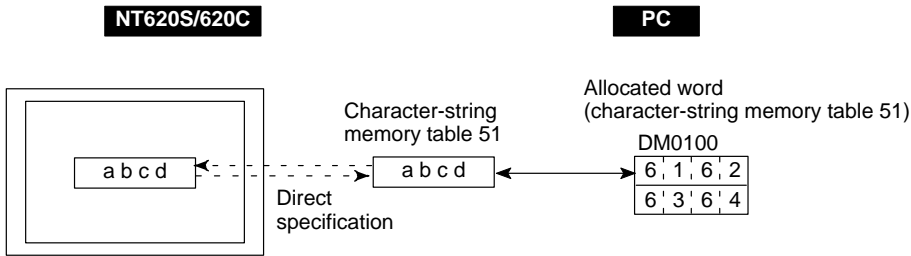 NT620S/620C
PC
Allocated word
(character-string memory table 51)
Character-string
memory table 51
DM0100
a b c d
a b c d
6 1 6 2
6 3 6 4
Direct
specification